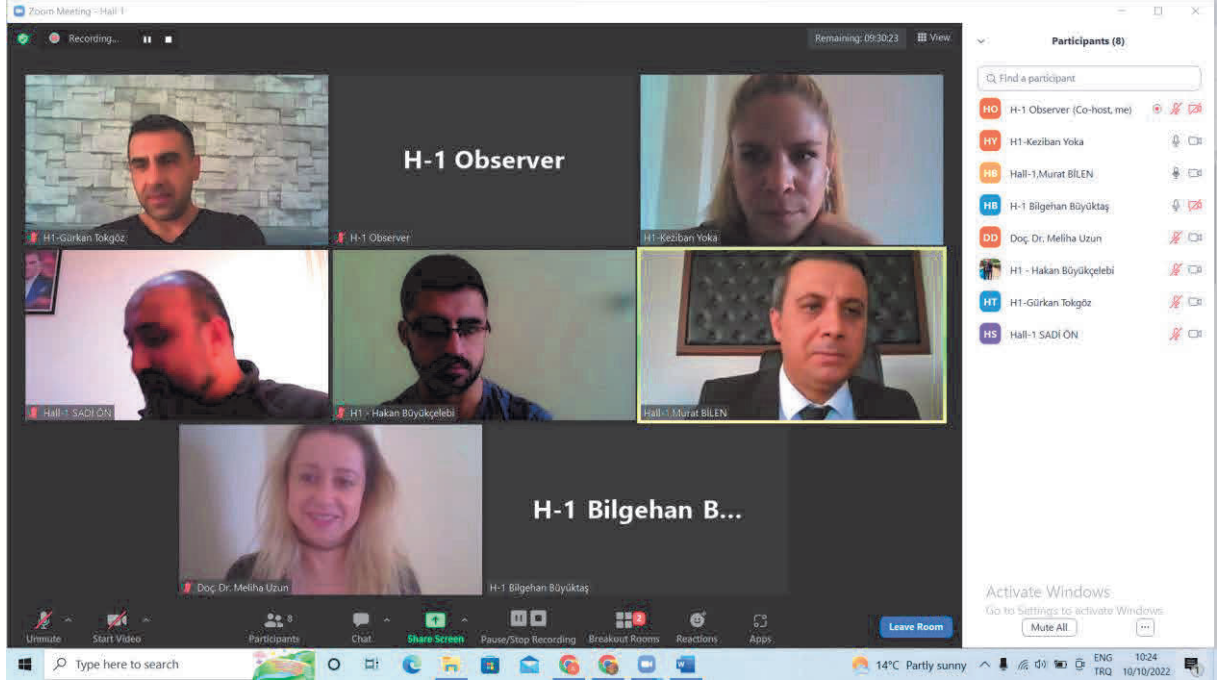 Zoom Meeting - Hall 1
Recording...
Remaining: 09:30:23
View
H1-Gürkan Tokgöz
H-1 Observer
H-1 Observer
H1-Keziban Yoka
Hall-1 SADİ ÖN
H1 - Hakan Büyükçelebi
Hall-1,Murat BİLEN
Doç. Dr. Meliha Uzun
H-1 Bilgehan B...
H-1 Bilgehan Büyüktaş
Participants (8)
Find a participant
HO H-1 Observer (Co-host, me)
HY H1-Keziban Yoka
HB Hall-1,Murat BİLEN
HB H-1 Bilgehan Büyüktaş
DD Doç. Dr. Meliha Uzun
H1 - Hakan Büyükçelebi
HT H1-Gürkan Tokgöz
HS Hall-1 SADİ ÖN
Activate Windows
Go to Settings to activate Windows.
Mute All
Unmute
Start Video
8
Participants
Chat
Share Screen
Pause/Stop Recording
2
Breakout Rooms
Reactions
Apps
Leave Room
Type here to search
14°C Partly sunny
ENG
TRQ
10:24
10/10/2022